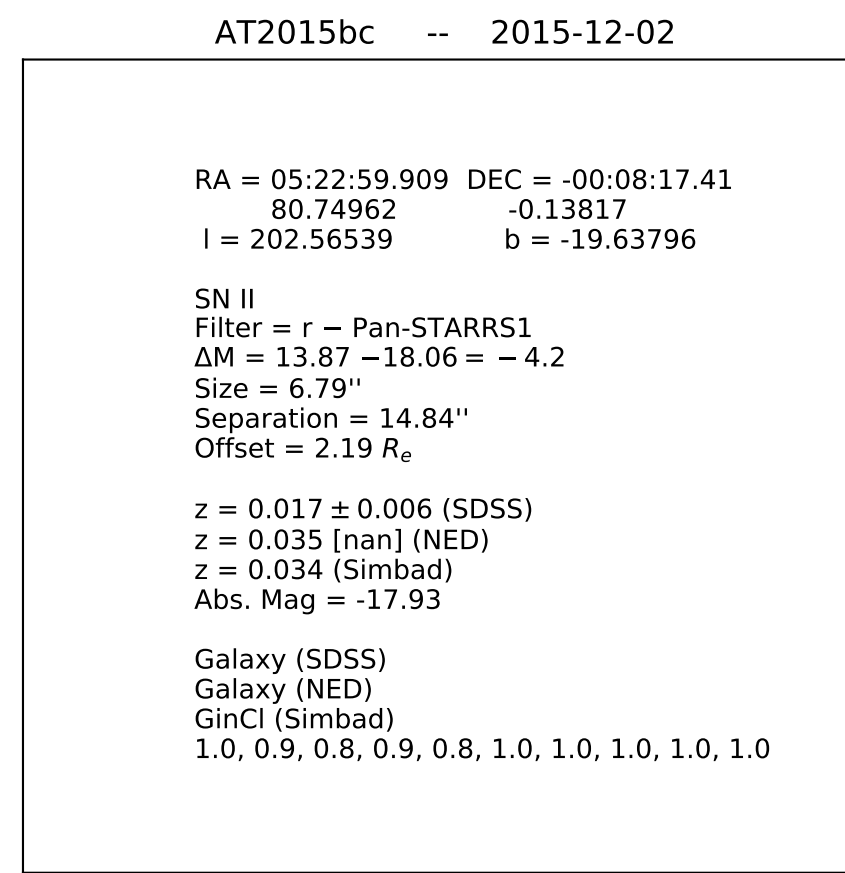 AT2015bc -- 2015-12-02
RA = 05:22:59.909 DEC = -00:08:17.41
80.74962 -0.13817
l = 202.56539 b = -19.63796
SN II
Filter = r − Pan-STARRS1
ΔM = 13.87 −18.06 = − 4.2
Size = 6.79''
Separation = 14.84''
Offset = 2.19 Rₑ
z = 0.017 ± 0.006 (SDSS)
z = 0.035 [nan] (NED)
z = 0.034 (Simbad)
Abs. Mag = -17.93
Galaxy (SDSS)
Galaxy (NED)
GinCl (Simbad)
1.0, 0.9, 0.8, 0.9, 0.8, 1.0, 1.0, 1.0, 1.0, 1.0